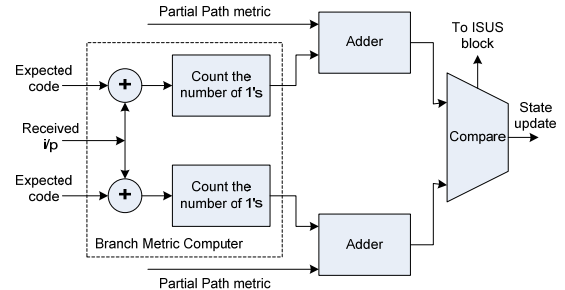 Partial Path metric
Adder
To ISUS
block
Expected
code
+
Count the
number of 1's
Received
i/p
Compare
State
update
Expected
code
+
Count the
number of 1's
Branch Metric Computer
Adder
Partial Path metric